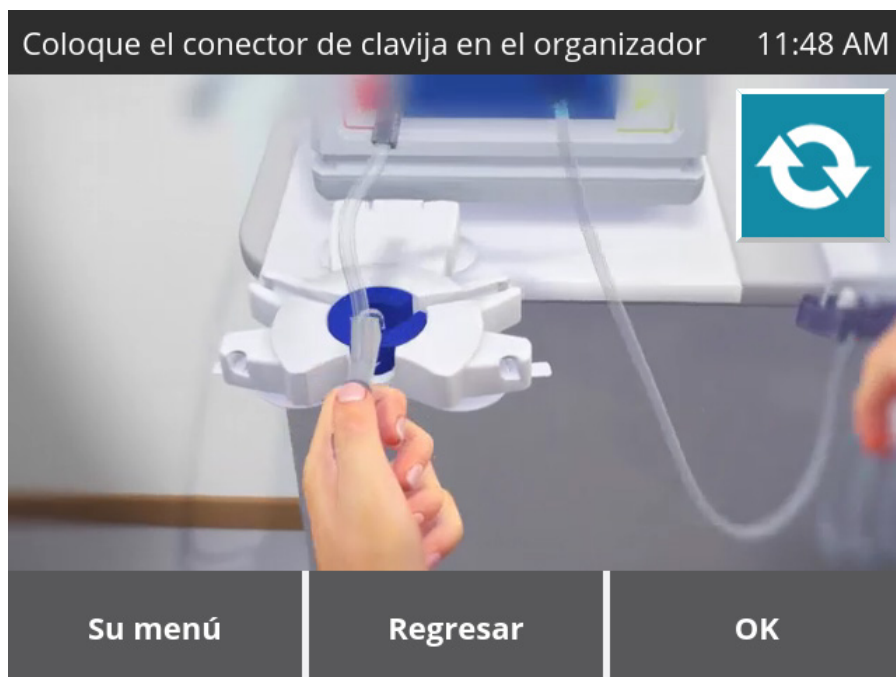 Coloque el conector de clavija en el organizador 11:48 AM
Su menú Regresar OK